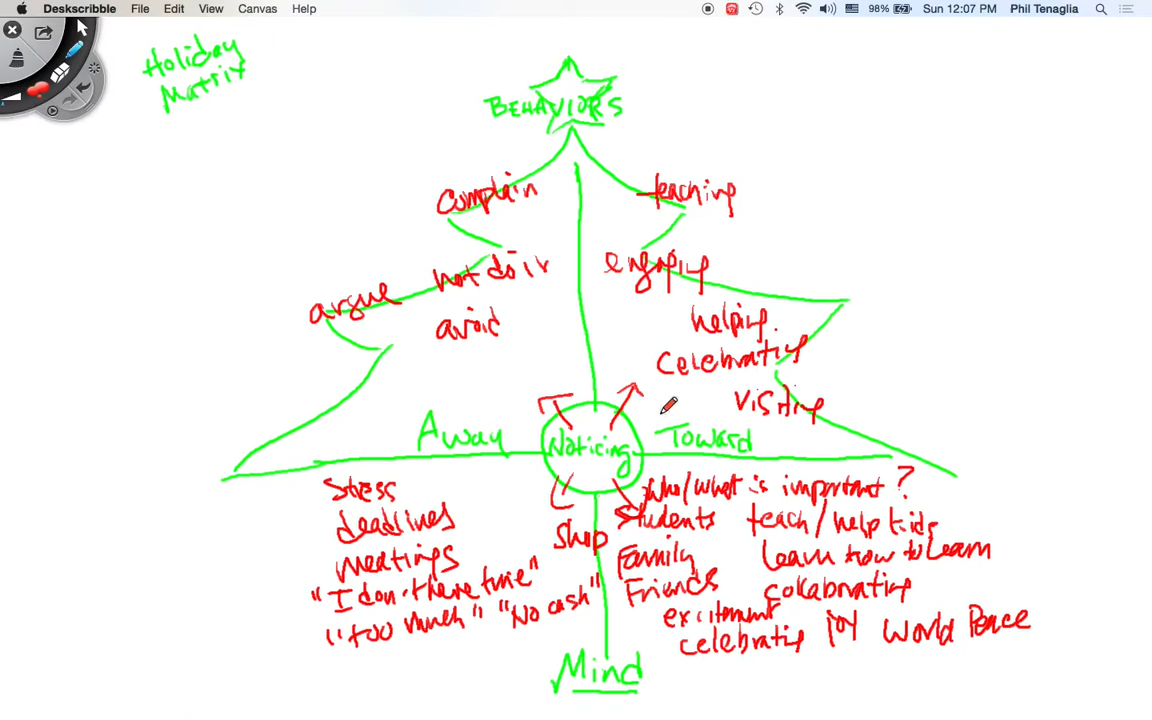 Deskscribble File Edit View Canvas Help 98% Sun 12:07 PM Phil Tenaglia
Holiday
Matrix
BEHAVIORS
complain
teaching
not doin
engaging
argue
avoid
helping
celebrating
visiting
Away
Noticing
Toward
Stress
deadlines
meetings
"I don't have time"
"too much" "No cash"
Shop
who/what is important?
Students teach/help kids
Family learn how to Learn
Friends collabrating
excitement
celebrating joy World Peace
Mind